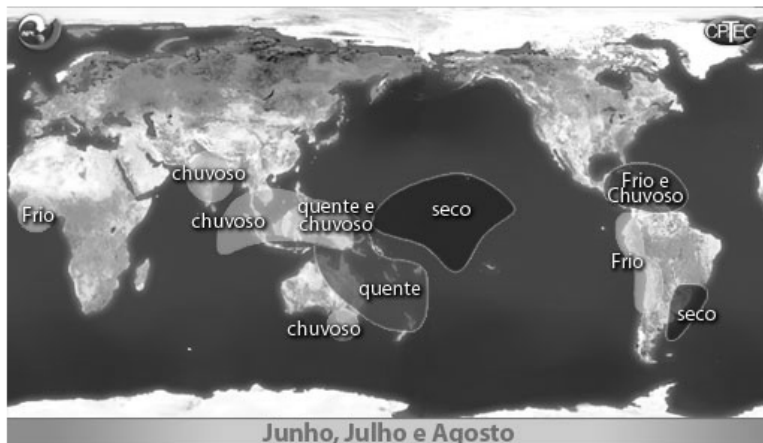 CPTEC
chuvoso
Frio e
Chuvoso
Frio
chuvoso
quente e
chuvoso
seco
Frio
quente
seco
chuvoso
Junho, Julho e Agosto